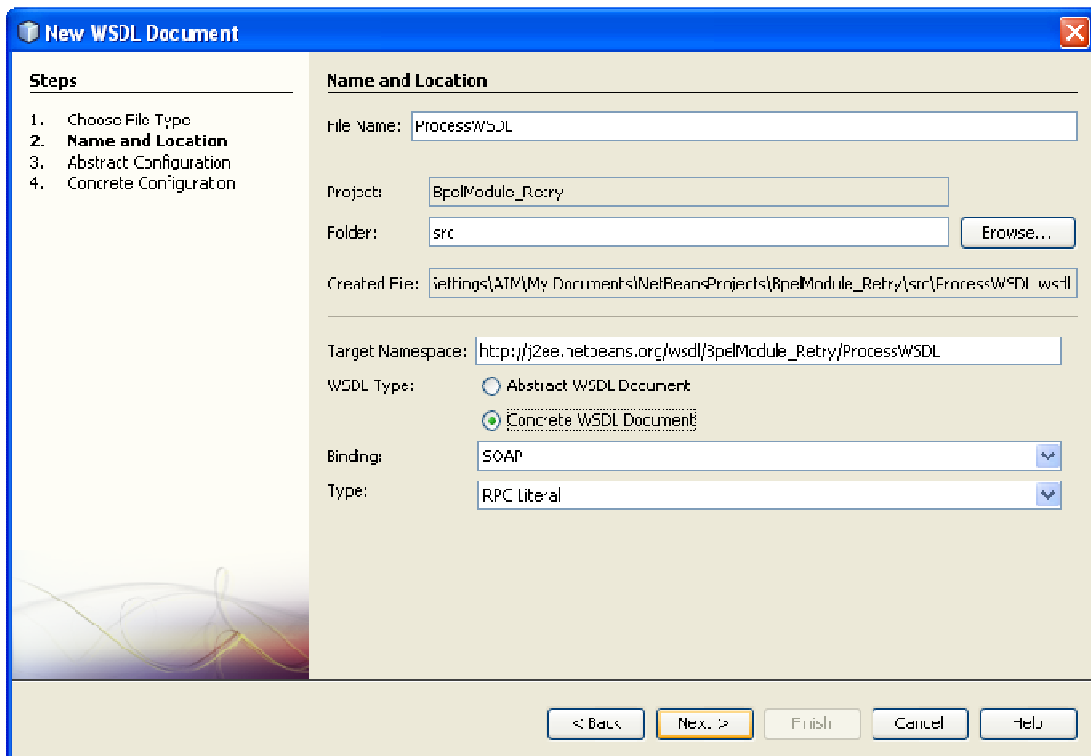 New WSDL Document
Steps
1. Choose File Type
2. Name and Location
3. Abstract Configuration
4. Concrete Configuration
Name and Location
File Name: ProcessWSDL
Project: BpelModule_Retry
Folder: src Browse...
Created File: Settings\ATM\My Documents\NetBeansProjects\BpelModule_Retry\src\ProcessWSDL.wsdl
Target Namespace: http://j2ee.netbeans.org/wsdl/BpelModule_Retry/ProcessWSDL
WSDL Type: Abstract WSDL Document
Concrete WSDL Document
Binding: SOAP
Type: RPC Literal
< Back Next > Finish Cancel Help